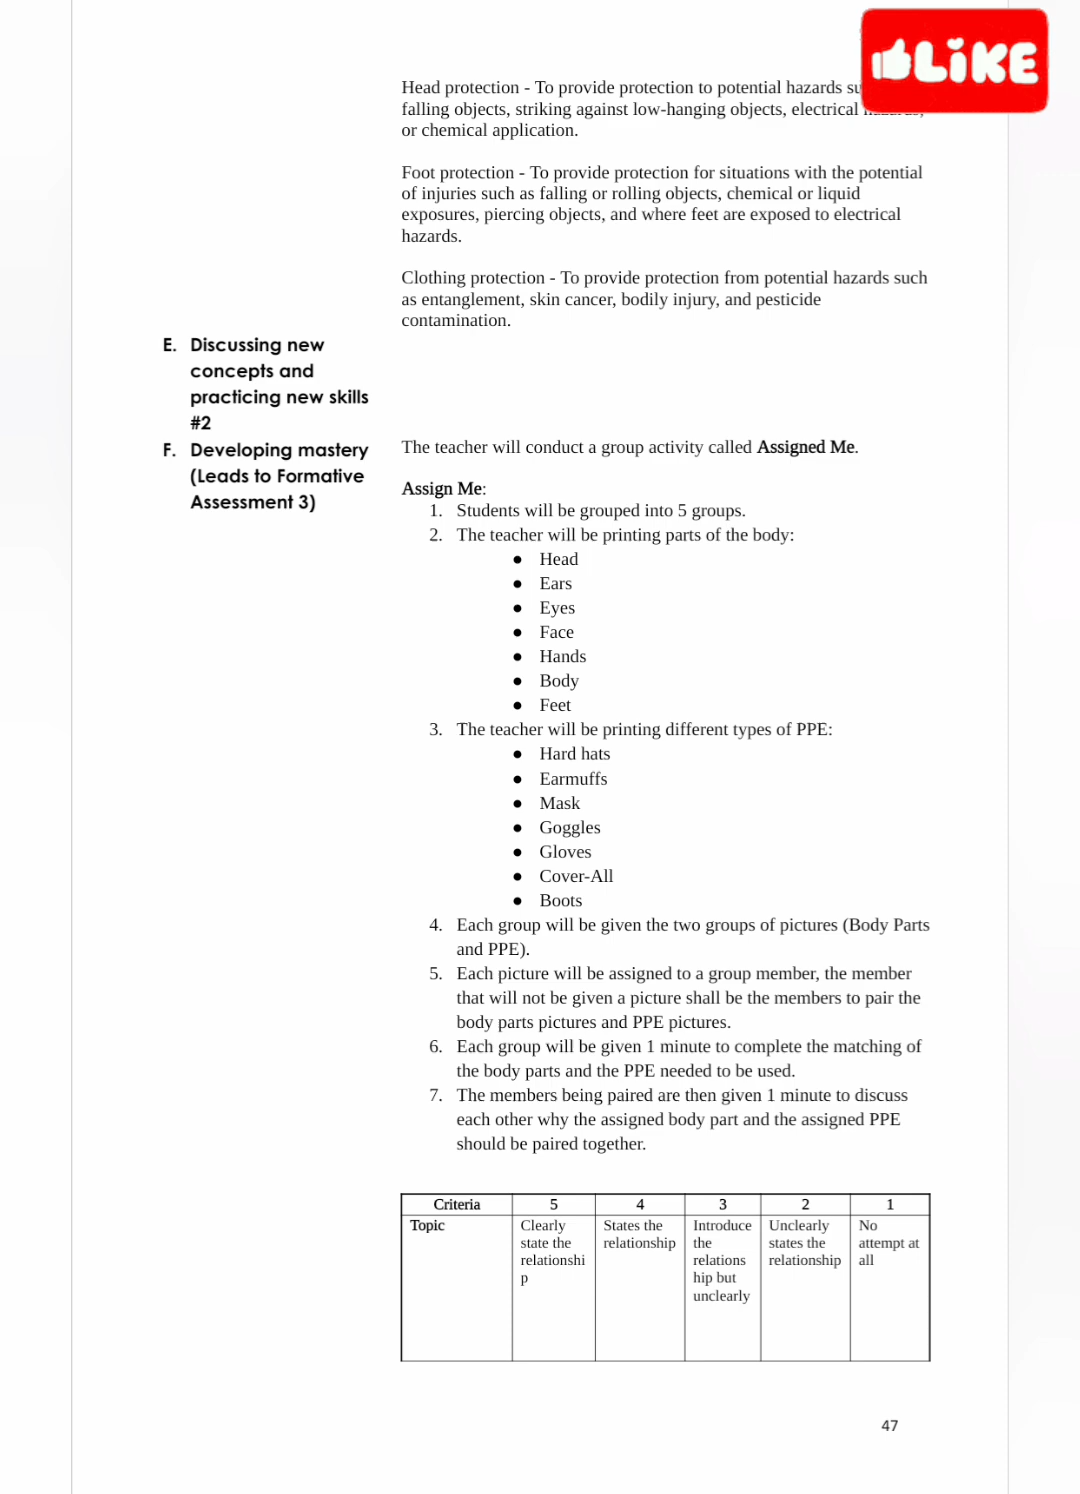 LiKE
Head protection - To provide protection to potential hazards
falling objects, striking against low-hanging objects, electrical
or chemical application.
Foot protection - To provide protection for situations with the potential
of injuries such as falling or rolling objects, chemical or liquid
exposures, piercing objects, and where feet are exposed to electrical
hazards.
Clothing protection - To provide protection from potential hazards such
as entanglement, skin cancer, bodily injury, and pesticide
contamination.
E. Discussing new
concepts and
practicing new skills
#2
F. Developing mastery
(Leads to Formative
Assessment 3)
The teacher will conduct a group activity called Assigned Me.
Assign Me:
1. Students will be grouped into 5 groups.
2. The teacher will be printing parts of the body:
● Head
● Ears
● Eyes
● Face
● Hands
● Body
● Feet
3. The teacher will be printing different types of PPE:
● Hard hats
● Earmuffs
● Mask
● Goggles
● Gloves
● Cover-All
● Boots
4. Each group will be given the two groups of pictures (Body Parts
and PPE).
5. Each picture will be assigned to a group member, the member
that will not be given a picture shall be the members to pair the
body parts pictures and PPE pictures.
6. Each group will be given 1 minute to complete the matching of
the body parts and the PPE needed to be used.
7. The members being paired are then given 1 minute to discuss
each other why the assigned body part and the assigned PPE
should be paired together.
Criteria 5 4 3 2 1
Topic Clearly States the Introduce Unclearly No
state the relationship the states the attempt at
relationshi relations relationship all
p hip but
unclearly
47